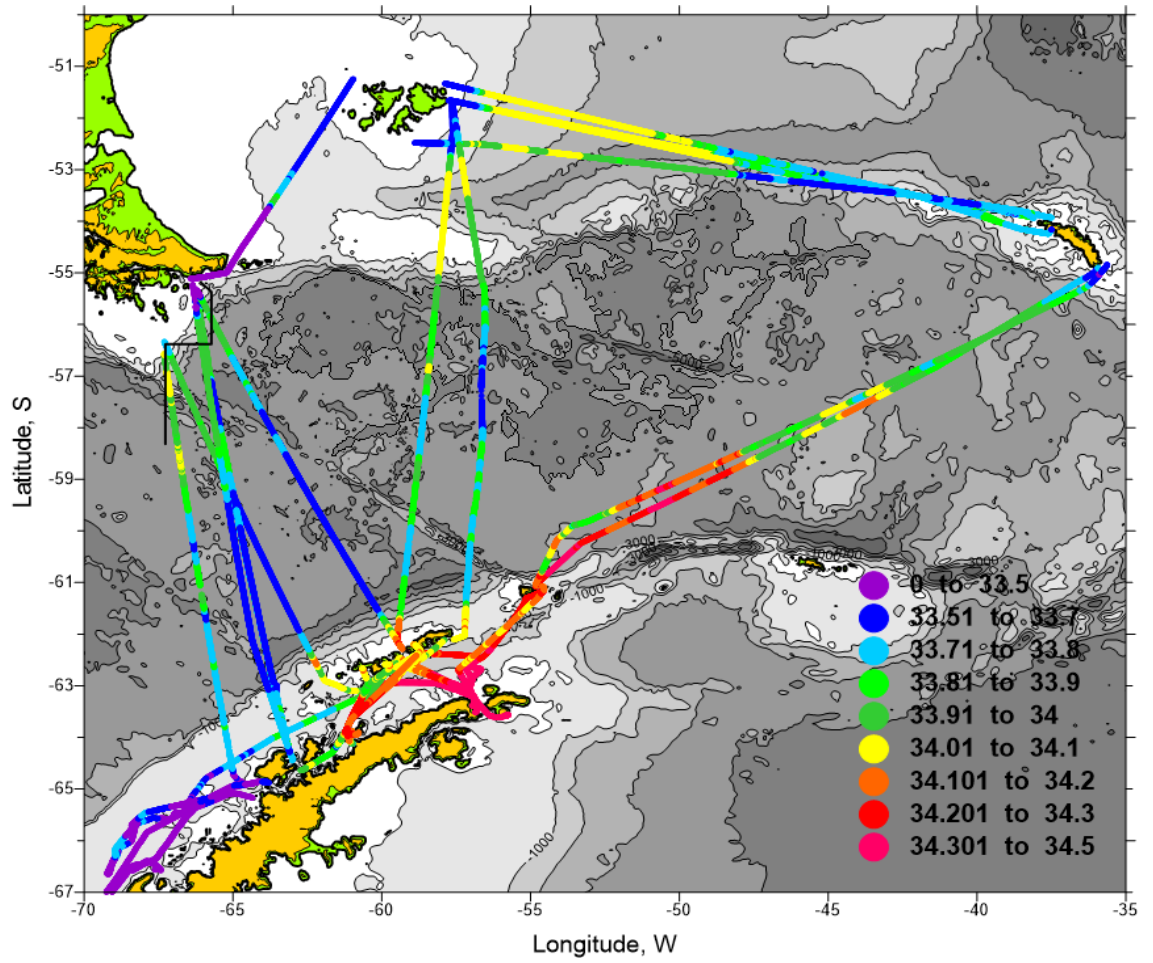 -51
-53
-55
-57
-59
-61
-63
-65
-67
Latitude, S
-70
-65
-60
-55
-50
-45
-40
-35
Longitude, W
3000
-1000
3000
-1000
-1000
0 to 33.5
33.51 to 33.7
33.71 to 33.8
33.81 to 33.9
33.91 to 34
34.01 to 34.1
34.101 to 34.2
34.201 to 34.3
34.301 to 34.5